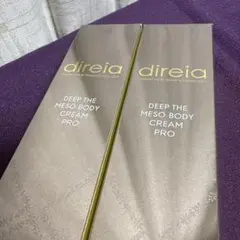 direia
DEEP THE
MESO BODY
CREAM
PRO
direia
DEEP THE
MESO BODY
CREAM
PRO